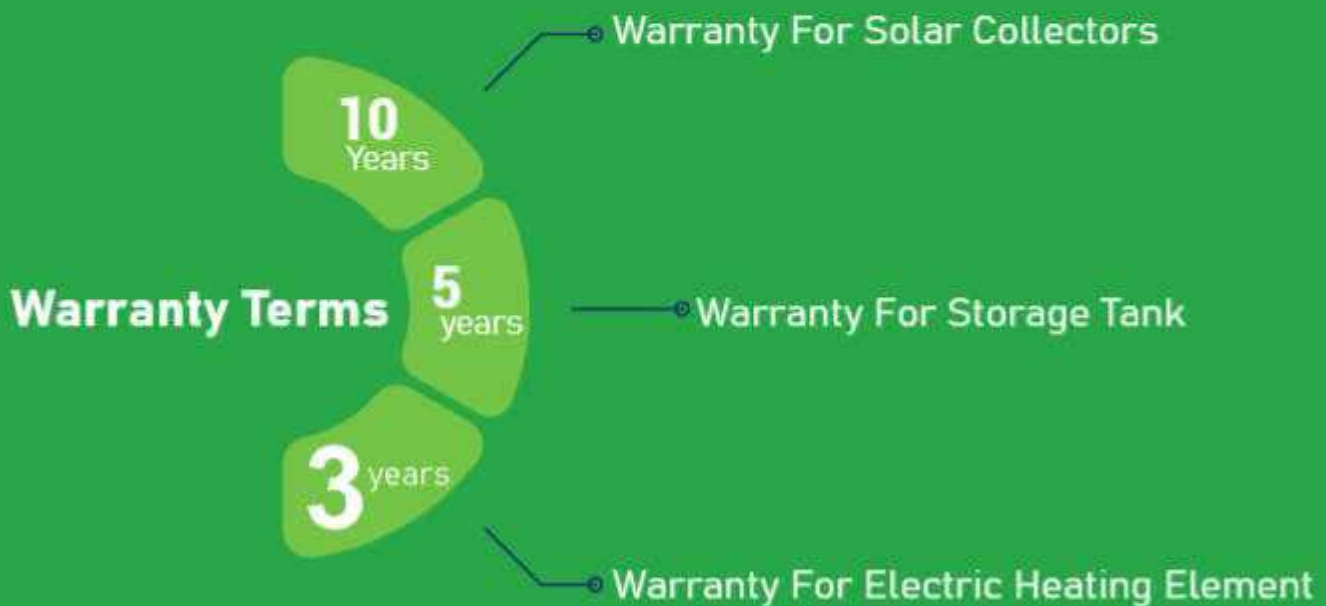 Warranty For Solar Collectors
10
Years
Warranty Terms
5
years
Warranty For Storage Tank
3 years
Warranty For Electric Heating Element